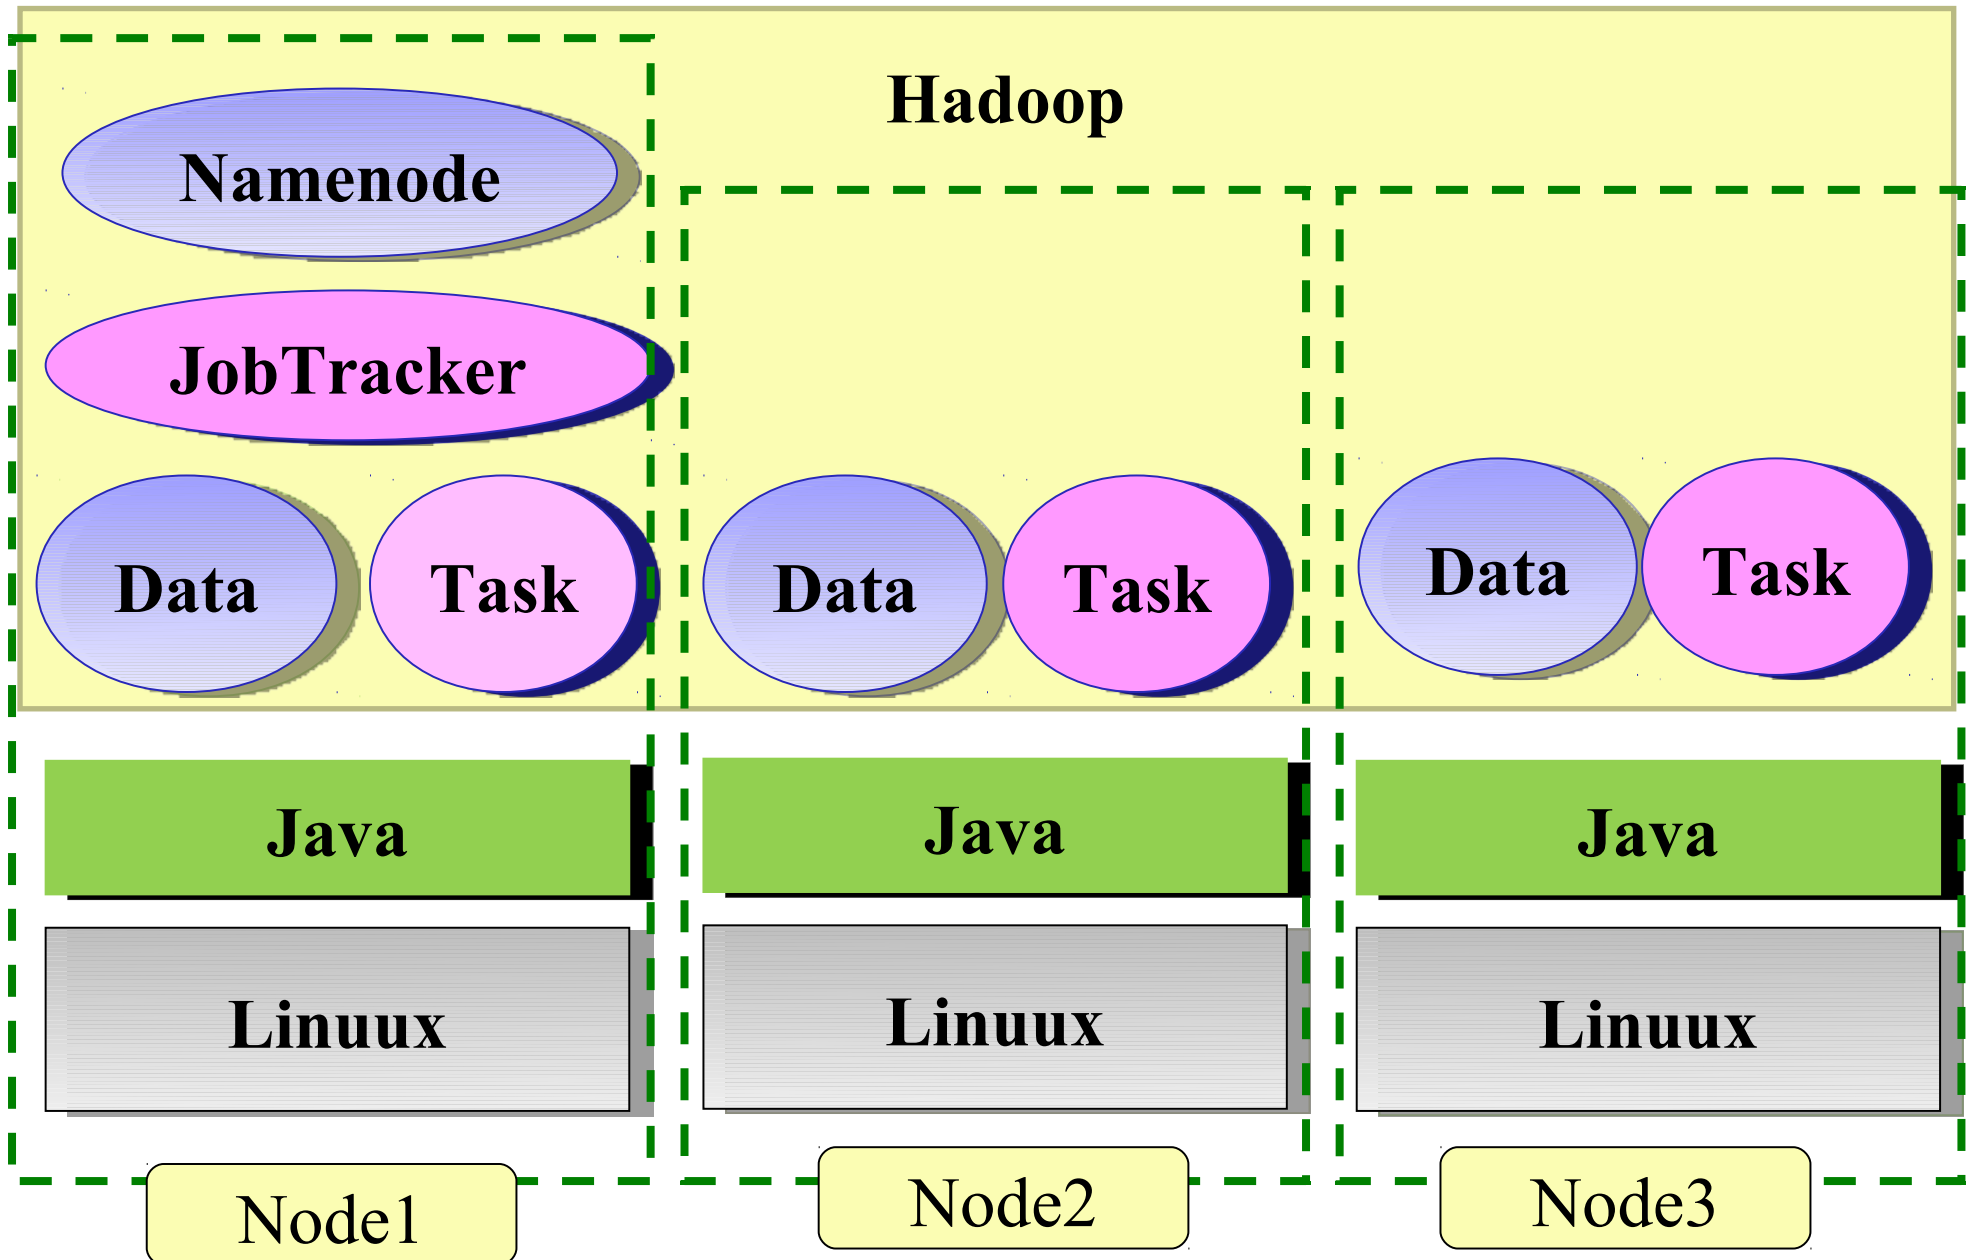 Hadoop
Namenode
JobTracker
Data Task Data Task Data Task
Java Java Java
Linuux Linuux Linuux
Node1 Node2 Node3